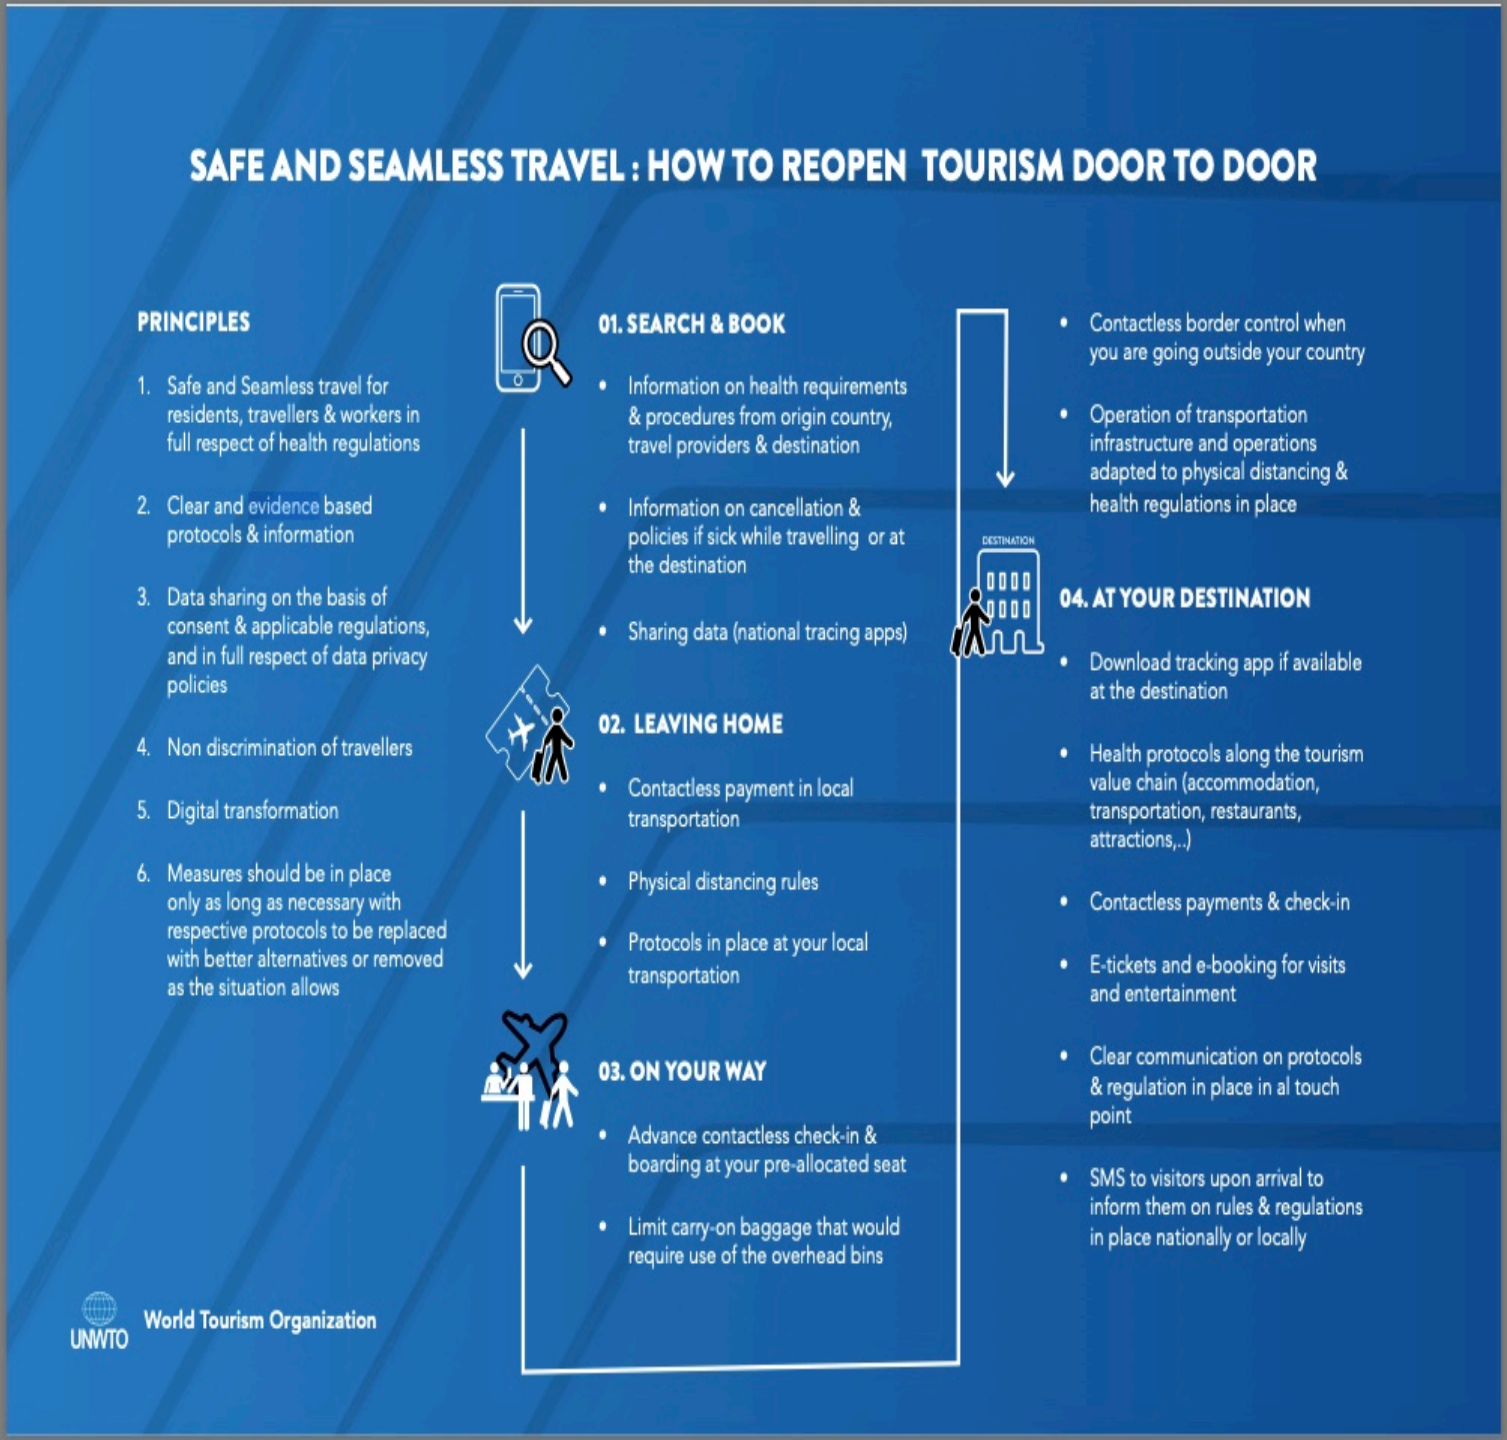 SAFE AND SEAMLESS TRAVEL : HOW TO REOPEN TOURISM DOOR TO DOOR
PRINCIPLES
1. Safe and Seamless travel for
residents, travellers & workers in
full respect of health regulations
2. Clear and evidence based
protocols & information
3. Data sharing on the basis of
consent & applicable regulations,
and in full respect of data privacy
policies
4. Non discrimination of travellers
5. Digital transformation
6. Measures should be in place
only as long as necessary with
respective protocols to be replaced
with better alternatives or removed
as the situation allows
01. SEARCH & BOOK
• Information on health requirements
& procedures from origin country,
travel providers & destination
• Information on cancellation &
policies if sick while travelling or at
the destination
• Sharing data (national tracing apps)
02. LEAVING HOME
• Contactless payment in local
transportation
• Physical distancing rules
• Protocols in place at your local
transportation
03. ON YOUR WAY
• Advance contactless check-in &
boarding at your pre-allocated seat
• Limit carry-on baggage that would
require use of the overhead bins
• Contactless border control when
you are going outside your country
• Operation of transportation
infrastructure and operations
adapted to physical distancing &
health regulations in place
DESTINATION
04. AT YOUR DESTINATION
• Download tracking app if available
at the destination
• Health protocols along the tourism
value chain (accommodation,
transportation, restaurants,
attractions,..)
• Contactless payments & check-in
• E-tickets and e-booking for visits
and entertainment
• Clear communication on protocols
& regulation in place in al touch
point
• SMS to visitors upon arrival to
inform them on rules & regulations
in place nationally or locally
UNWTO
World Tourism Organization